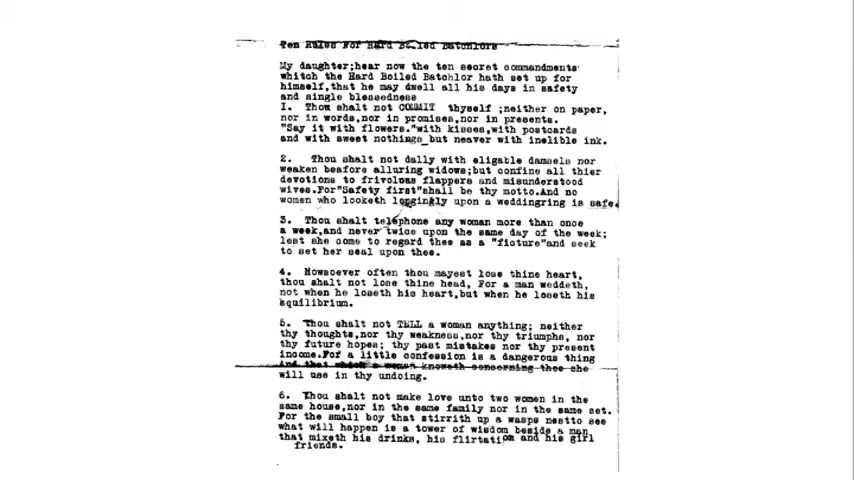 Ten Rules For Hard Boiled Batchlors
My daughter;hear now the ten secret commandments
whitch the Hard Boiled Batchlor hath set up for
himself,that he may dwell all his days in safety
and single blessedness
I. Thou shalt not COMMIT thyself ;neither on paper,
nor in words,nor in promises,nor in presents.
"Say it with flowers."with kisses,with postcards
and with sweet nothings_but neaver with inelible ink.
2. Thou shalt not dally with eligable damsels nor
weaken beafore alluring widows;but confine all thier
devotions to frivolous flappers and misunderstood
wives.For"Safety first"shall be thy motto.And no
women who looketh longingly upon a weddingring is safe.
3. Thou shalt telephone any woman more than once
a week,and never twice upon the same day of the week;
lest she come to regard thee as a "ficture"and seek
to set her seal upon thee.
4. Howsoever often thou mayest lose thine heart,
thou shalt not lose thine head, For a man weddeth,
not when he loseth his heart,but when he loseth his
equilibrium.
5. Thou shalt not TELL a woman anything; neither
thy thoughts,nor thy weakness,nor thy triumphs, nor
thy future hopes; thy past mistakes nor thy present
income.For a little confession is a dangerous thing
And that which a woman knoweth concerning thee she
will use in thy undoing.
6. Thou shalt not make love unto two women in the
same house,nor in the same family nor in the same set.
For the small boy that stirrith up a wasps nestto see
what will happen is a tower of wisdom beside a man
that mixeth his drinks, his flirtation and his girl
friends.